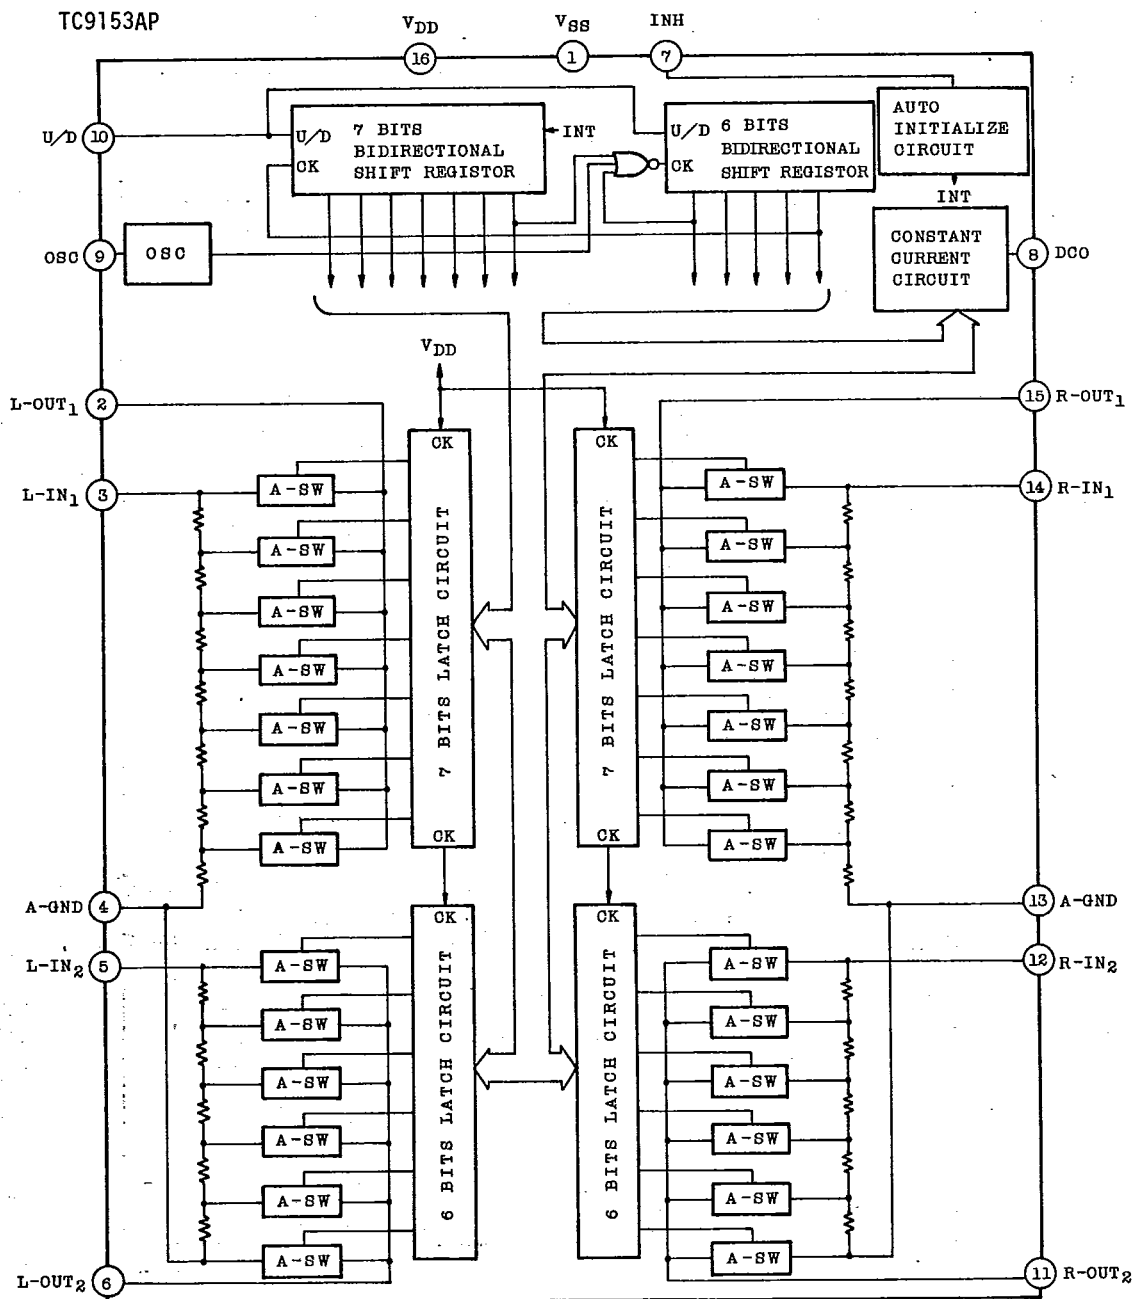 TC9153AP
VDD
VSS
INH
16
1
7
U/D
10
U/D
7 BITS
BIDIRECTIONAL
SHIFT REGISTOR
CK
INT
U/D
6 BITS
BIDIRECTIONAL
SHIFT REGISTOR
CK
AUTO
INITIALIZE
CIRCUIT
INT
OSC
9
OSC
CONSTANT
CURRENT
CIRCUIT
8
DCO
VDD
L-OUT1
2
15
R-OUT1
CK
CK
L-IN1
3
14
R-IN1
A-SW
A-SW
A-SW
A-SW
A-SW
A-SW
A-SW
7 BITS LATCH CIRCUIT
7 BITS LATCH CIRCUIT
A-SW
A-SW
A-SW
A-SW
A-SW
A-SW
A-SW
CK
CK
A-GND
4
13
A-GND
CK
CK
L-IN2
5
12
R-IN2
A-SW
A-SW
A-SW
A-SW
A-SW
A-SW
6 BITS LATCH CIRCUIT
6 BITS LATCH CIRCUIT
A-SW
A-SW
A-SW
A-SW
A-SW
A-SW
L-OUT2
6
11
R-OUT2